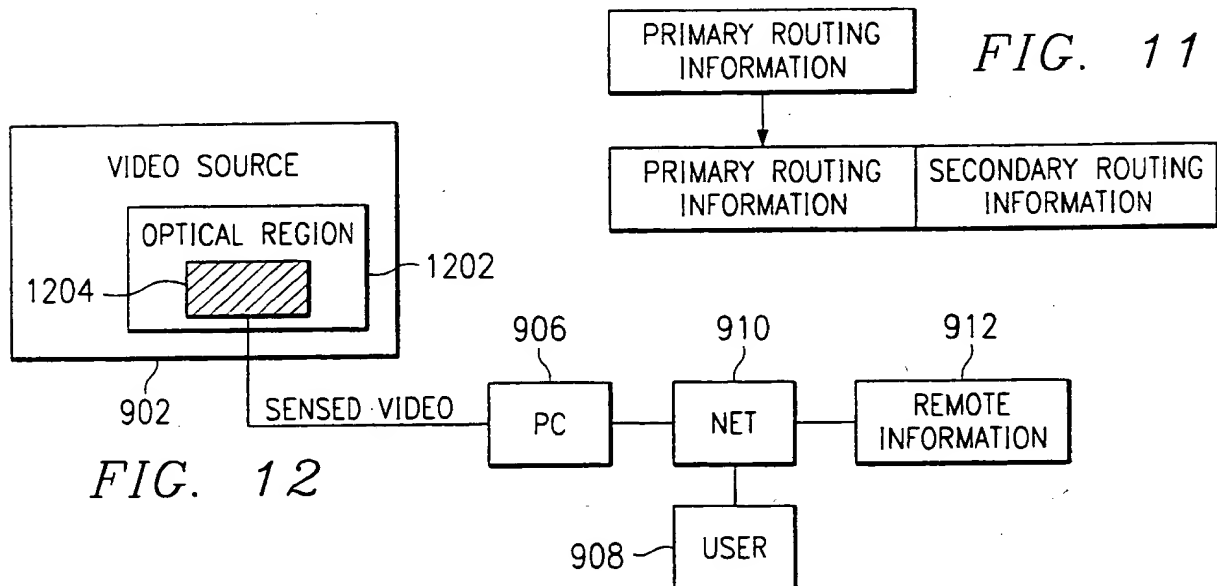 PRIMARY ROUTING
INFORMATION
FIG. 11
PRIMARY ROUTING
INFORMATION
SECONDARY ROUTING
INFORMATION
VIDEO SOURCE
OPTICAL REGION
1202
1204
902
SENSED VIDEO
906
PC
910
NET
912
REMOTE
INFORMATION
908
USER
FIG. 12